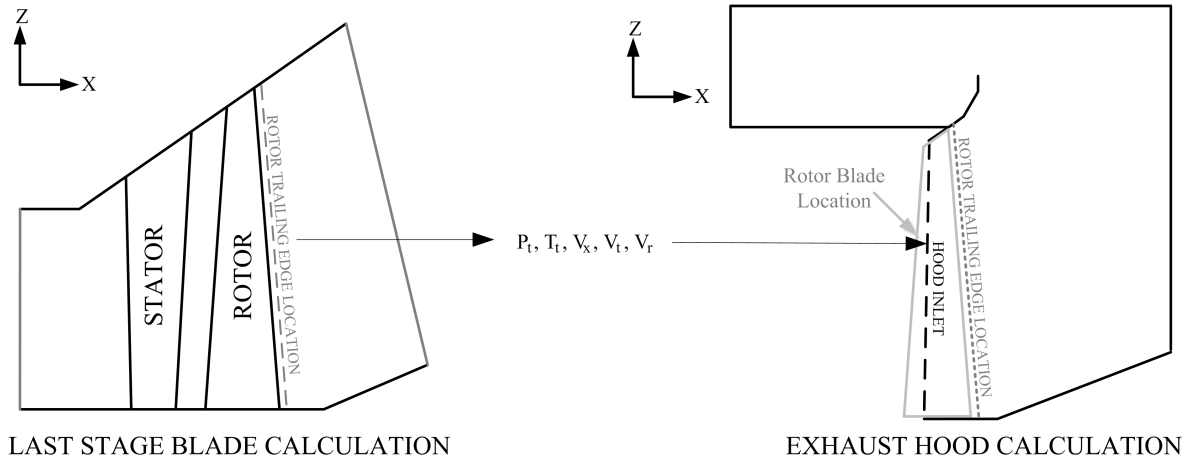 Z
X
STATOR
ROTOR
ROTOR TRAILING EDGE LOCATION
LAST STAGE BLADE CALCULATION
Pt, Tt, Vx, Vt, Vr
Z
X
Rotor Blade
Location
HOOD INLET
ROTOR TRAILING EDGE LOCATION
EXHAUST HOOD CALCULATION